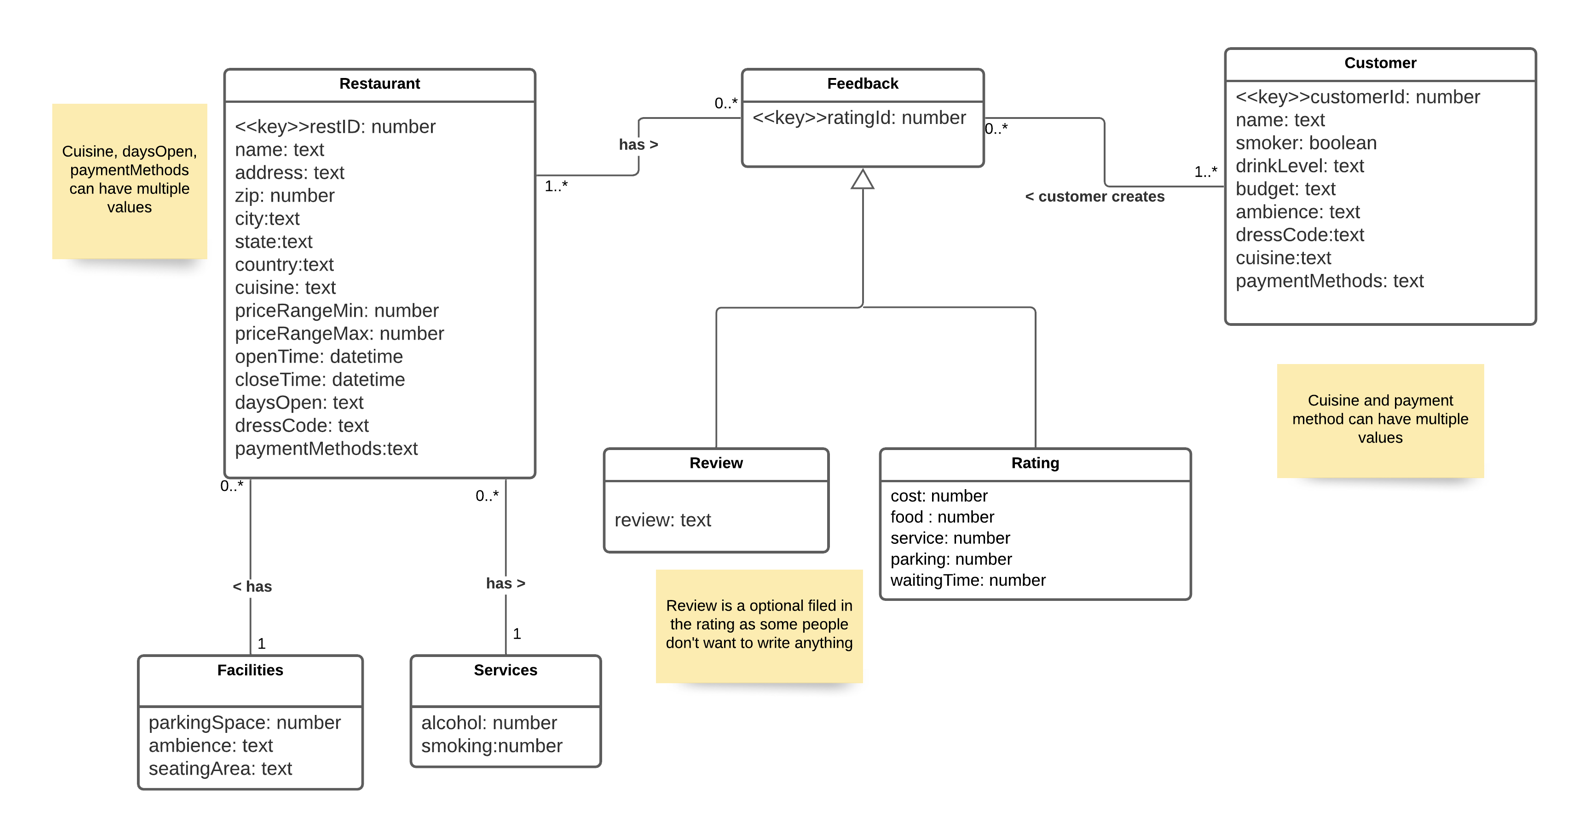 Restaurant
<<key>>restID: number
name: text
address: text
zip: number
city:text
state:text
country:text
cuisine: text
priceRangeMin: number
priceRangeMax: number
openTime: datetime
closeTime: datetime
daysOpen: text
dressCode: text
paymentMethods:text
Cuisine, daysOpen,
paymentMethods
can have multiple
values
0..*
has >
1..*
Feedback
<<key>>ratingId: number
0..*
1..*
< customer creates
Customer
<<key>>customerId: number
name: text
smoker: boolean
drinkLevel: text
budget: text
ambience: text
dressCode:text
cuisine:text
paymentMethods: text
Cuisine and payment
method can have multiple
values
Review
review: text
Rating
cost: number
food : number
service: number
parking: number
waitingTime: number
Review is a optional filed in
the rating as some people
don't want to write anything
0..*
< has
1
0..*
has >
1
Facilities
parkingSpace: number
ambience: text
seatingArea: text
Services
alcohol: number
smoking:number